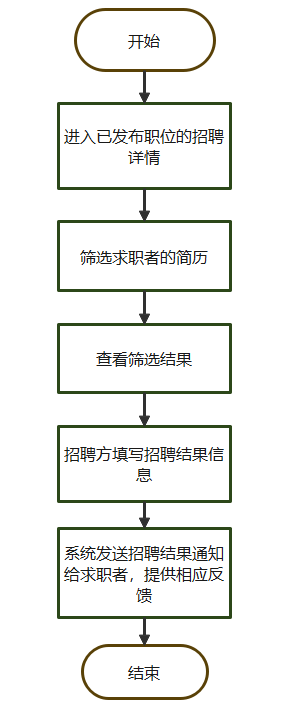 开始
进入已发布职位的招聘
详情
筛选求职者的简历
查看筛选结果
招聘方填写招聘结果信
息
系统发送招聘结果通知
给求职者，提供相应反
馈
结束